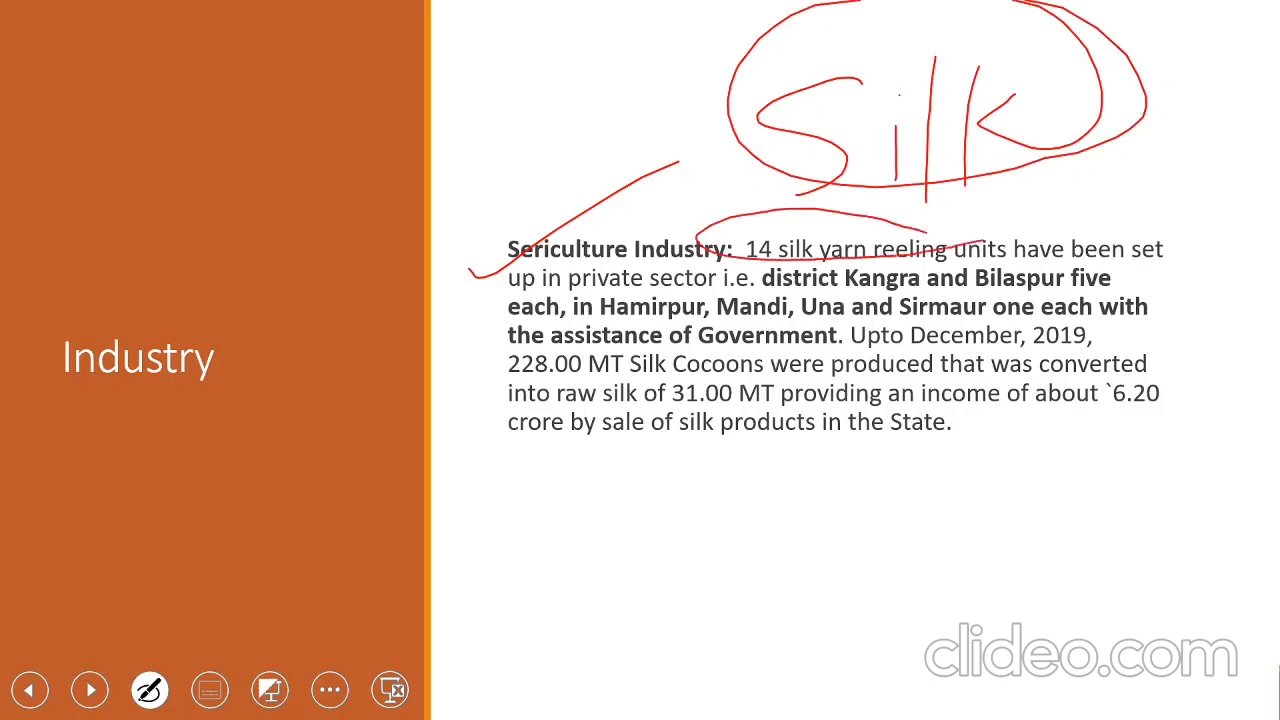 Silk
Sericulture Industry: 14 silk yarn reeling units have been set
up in private sector i.e. district Kangra and Bilaspur five
each, in Hamirpur, Mandi, Una and Sirmaur one each with
the assistance of Government. Upto December, 2019,
228.00 MT Silk Cocoons were produced that was converted
into raw silk of 31.00 MT providing an income of about `6.20
crore by sale of silk products in the State.
Industry
clideo.com